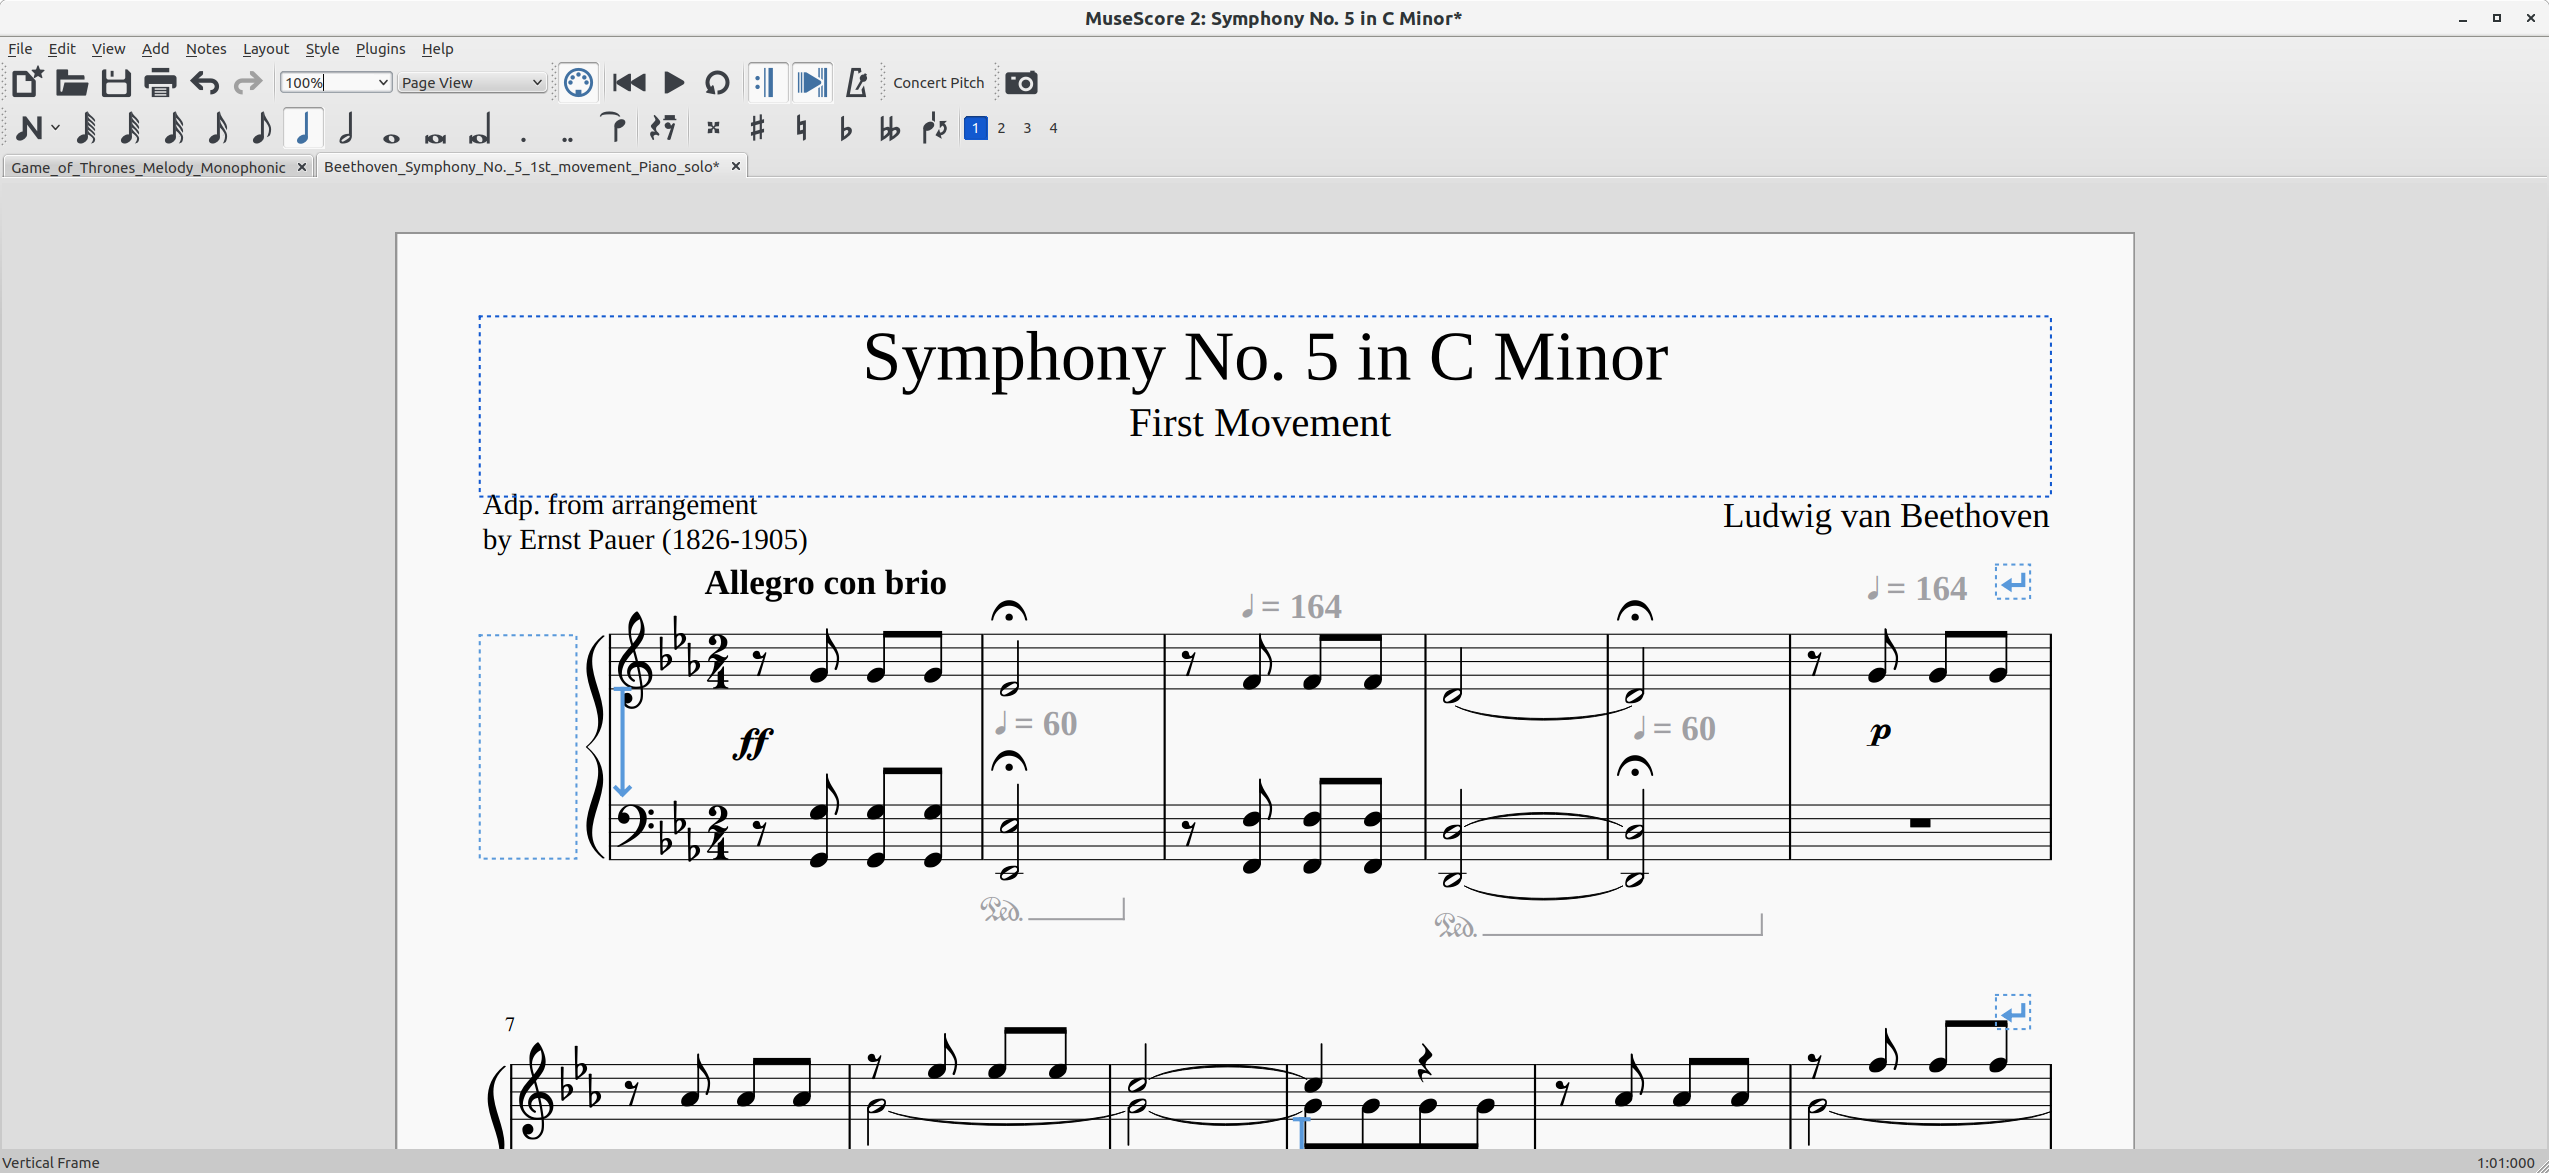 MuseScore 2: Symphony No. 5 in C Minor*
File Edit View Add Notes Layout Style Plugins Help
100% Page View Concert Pitch
1 2 3 4
Game_of_Thrones_Melody_Monophonic Beethoven_Symphony_No._5_1st_movement_Piano_solo*
Symphony No. 5 in C Minor
First Movement
Adp. from arrangement
by Ernst Pauer (1826-1905)
Ludwig van Beethoven
Allegro con brio
= 164
= 164
2
4
= 60
= 60
ff
p
2
4
Ped.
Ped.
7
Vertical Frame
1:01:000